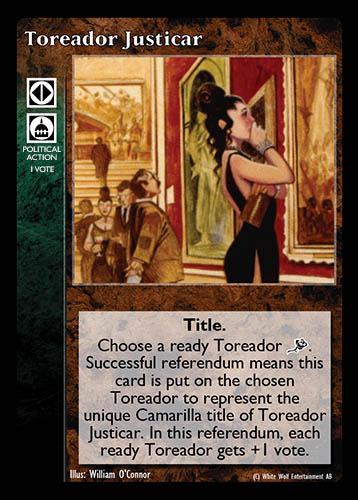 Toreador Justicar
POLITICAL
ACTION
1 VOTE
Title.
Choose a ready Toreador
Successful referendum means this
card is put on the chosen
Toreador to represent the
unique Camarilla title of Toreador
Justicar. In this referendum, each
ready Toreador gets +1 vote.
Illus: William O'Connor
(C) White Wolf Entertainment AB